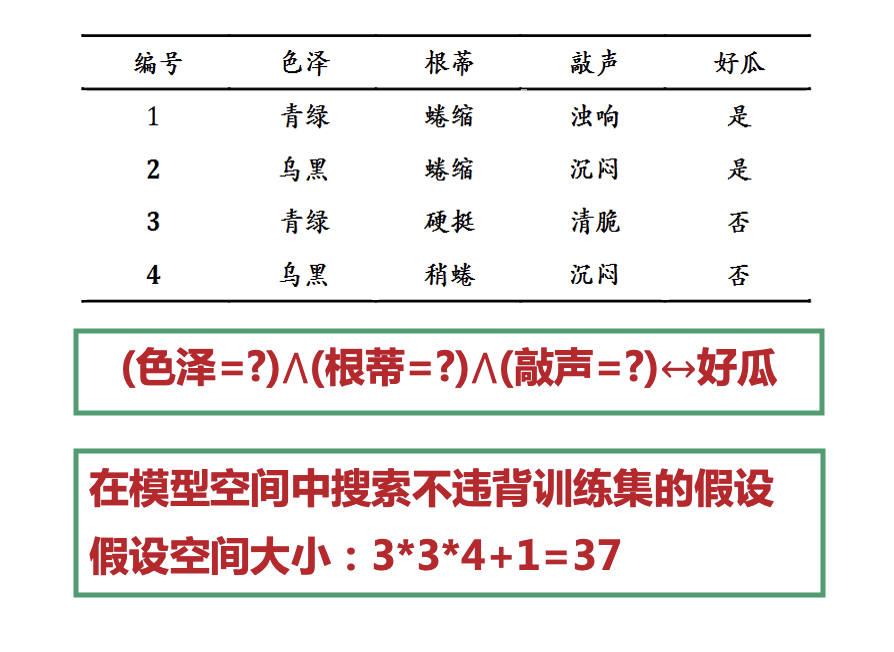 编号 色泽 根蒂 敲声 好瓜
1 青绿 蜷缩 浊响 是
2 乌黑 蜷缩 沉闷 是
3 青绿 硬挺 清脆 否
4 乌黑 稍蜷 沉闷 否
(色泽=?)∧(根蒂=?)∧(敲声=?)↔好瓜
在模型空间中搜索不违背训练集的假设
假设空间大小：3*3*4+1=37